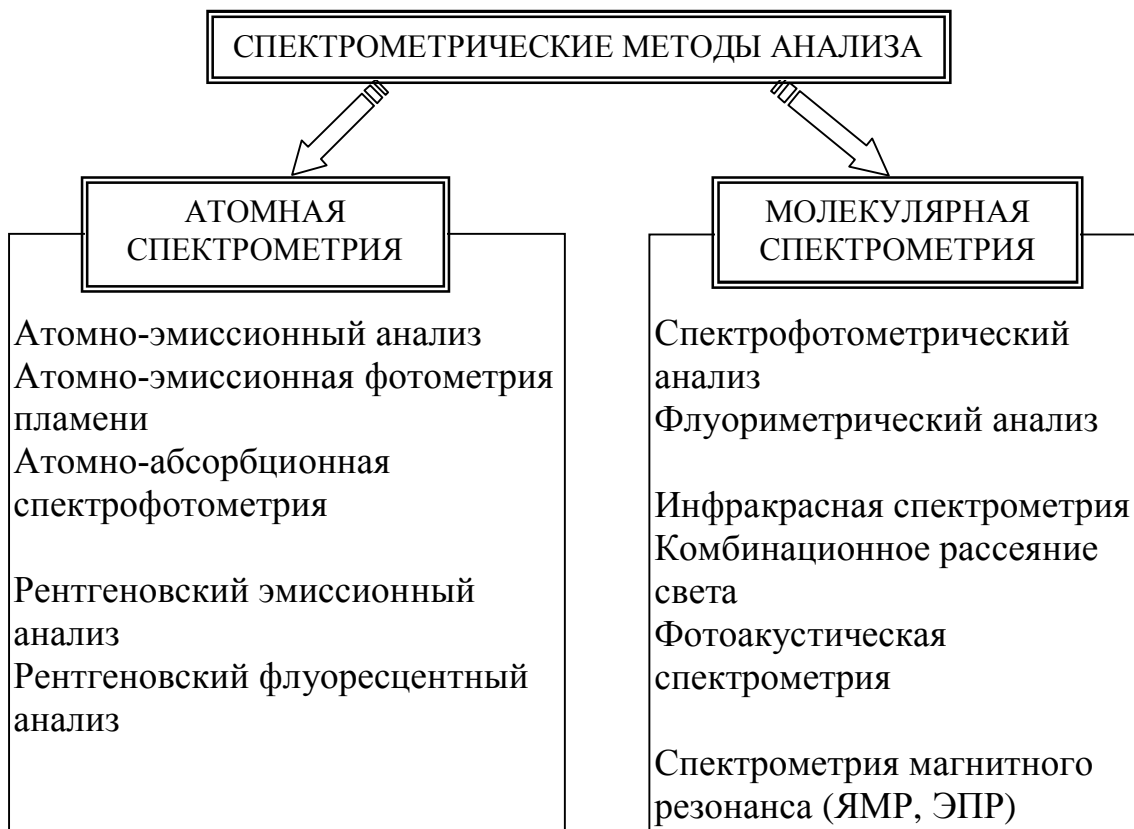 СПЕКТРОМЕТРИЧЕСКИЕ МЕТОДЫ АНАЛИЗА
АТОМНАЯ
СПЕКТРОМЕТРИЯ
Атомно-эмиссионный анализ
Атомно-эмиссионная фотометрия
пламени
Атомно-абсорбционная
спектрофотометрия
Рентгеновский эмиссионный
анализ
Рентгеновский флуоресцентный
анализ
МОЛЕКУЛЯРНАЯ
СПЕКТРОМЕТРИЯ
Спектрофотометрический
анализ
Флуориметрический анализ
Инфракрасная спектрометрия
Комбинационное рассеяние
света
Фотоакустическая
спектрометрия
Спектрометрия магнитного
резонанса (ЯМР, ЭПР)